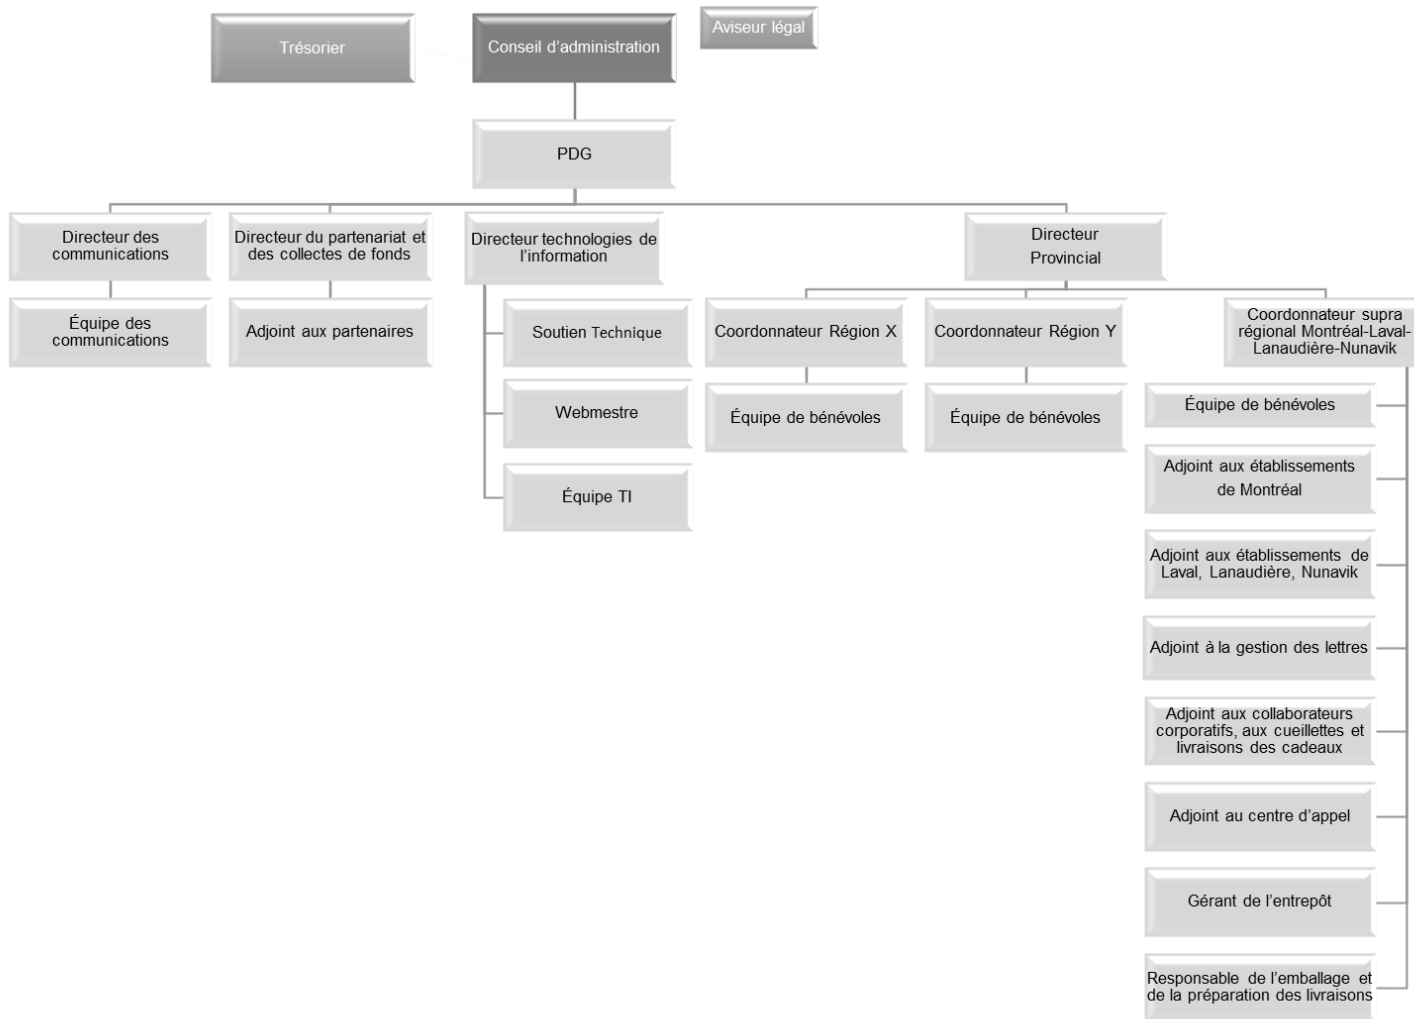 Trésorier
Conseil d’administration
Aviseur légal
PDG
Directeur des
communications
Directeur du partenariat et
des collectes de fonds
Directeur technologies de
l’information
Directeur
Provincial
Équipe des
communications
Adjoint aux partenaires
Soutien Technique
Webmestre
Équipe TI
Coordonnateur Région X
Coordonnateur Région Y
Coordonnateur supra
régional Montréal-Laval-
Lanaudière-Nunavik
Équipe de bénévoles
Équipe de bénévoles
Équipe de bénévoles
Adjoint aux établissements
de Montréal
Adjoint aux établissements de
Laval, Lanaudière, Nunavik
Adjoint à la gestion des lettres
Adjoint aux collaborateurs
corporatifs, aux cueillettes et
livraisons des cadeaux
Adjoint au centre d’appel
Gérant de l’entrepôt
Responsable de l’emballage et
de la préparation des livraisons